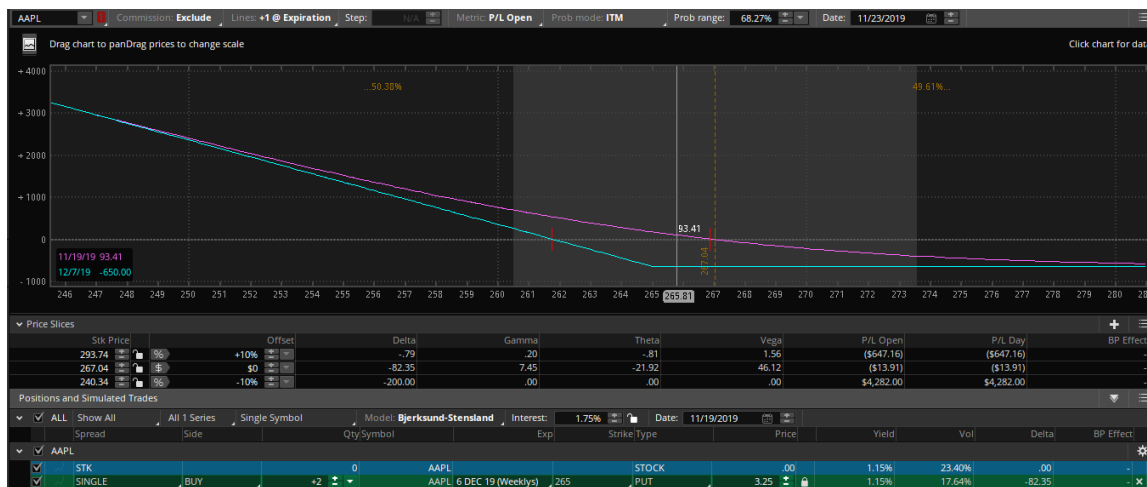 AAPL Commission: Exclude Lines: +1 @ Expiration Step: N/A Metric: P/L Open Prob mode: ITM Prob range: 68.27% Date: 11/23/2019
Drag chart to panDrag prices to change scale Click chart for data
+4000
...50.38% 49.61%...
+3000
+2000
+1000
93.41
0
267.04
11/19/19 93.41
12/7/19 -650.00
-1000
246 247 248 249 250 251 252 253 254 255 256 257 258 259 260 261 262 263 264 265 265.81 267 268 269 270 271 272 273 274 275 276 277 278 279 280 28
Price Slices
Stk Price Offset Delta Gamma Theta Vega P/L Open P/L Day BP Effect
293.74 % +10% -.79 .20 -.81 1.56 ($647.16) ($647.16) -
267.04 $ $0 -82.35 7.45 -21.92 46.12 ($13.91) ($13.91) -
240.34 % -10% -200.00 .00 .00 .00 $4,282.00 $4,282.00 -
Positions and Simulated Trades
ALL Show All All 1 Series Single Symbol Model: Bjerksund-Stensland Interest: 1.75% Date: 11/19/2019
Spread Side Qty Symbol Exp Strike Type Price Yield Vol Delta BP Effect
AAPL
STK 0 AAPL STOCK .00 1.15% 23.40% .00 -
SINGLE BUY +2 AAPL 6 DEC 19 (Weeklys) 265 PUT 3.25 1.15% 17.64% -82.35 - X